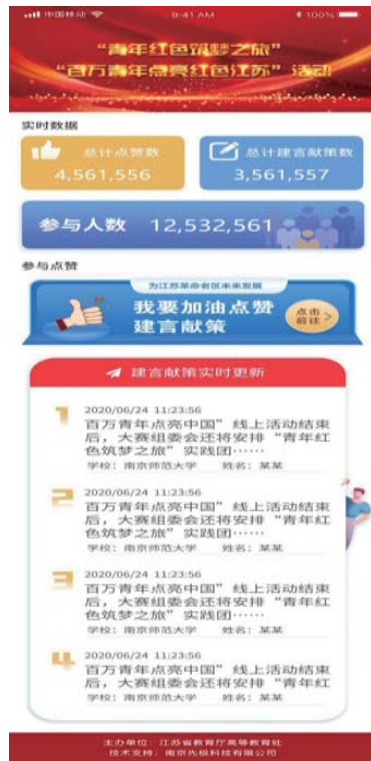 中国移动 9:41 AM 100%
“青年红色筑梦之旅”
“百万青年点亮红色江苏”活动
实时数据
总计点赞数
4,561,556
总计建言献策数
3,561,557
参与人数 12,532,561
参与点赞
为江苏革命老区未来发展
我要加油点赞
建言献策
点击
前往 >
建言献策实时更新
1
2020/06/24 11:23:56
百万青年点亮中国”线上活动结束
后，大赛组委会还将安排“青年红
色筑梦之旅”实践团……
学校：南京师范大学 姓名：某某
2
2020/06/24 11:23:56
百万青年点亮中国”线上活动结束
后，大赛组委会还将安排“青年红
色筑梦之旅”实践团……
学校：南京师范大学 姓名：某某
3
2020/06/24 11:23:56
百万青年点亮中国”线上活动结束
后，大赛组委会还将安排“青年红
色筑梦之旅”实践团……
学校：南京师范大学 姓名：某某
4
2020/06/24 11:23:56
百万青年点亮中国”线上活动结束
后，大赛组委会还将安排“青年红
学校：南京师范大学 姓名：某某
主办单位：江苏省教育厅高等教育处
技术支持：南京先极科技有限公司